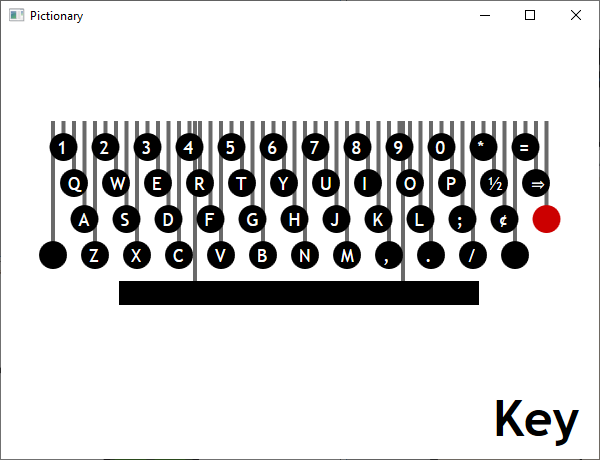 Pictionary
1 2 3 4 5 6 7 8 9 0 * =
Q W E R T Y U I O P ½ ⇒
A S D F G H J K L ; ¢
Z X C V B N M , . /
Key